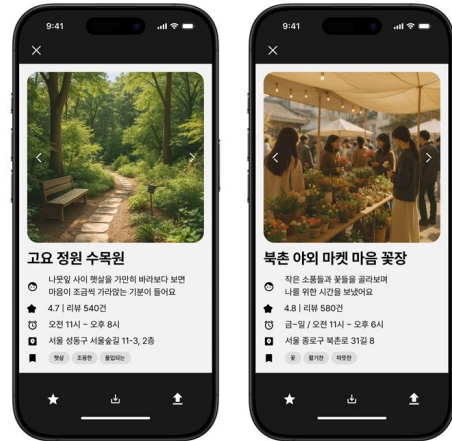 9:41
고요 정원 수목원
나뭇잎 사이 햇살을 가만히 바라보다 보면
마음이 조금씩 가라앉는 기분이 들어요
4.7 | 리뷰 540건
오전 11시 ~ 오후 8시
서울 성동구 서울숲길 11-3, 2층
햇살 조용한 몰입되는
9:41
북촌 야외 마켓 마음 꽃장
작은 소품들과 꽃들을 골라보며
나를 위한 시간을 보냈어요
4.8 | 리뷰 580건
금~일 / 오전 11시 ~ 오후 6시
서울 종로구 북촌로 31길 8
꽃 활기찬 따뜻한